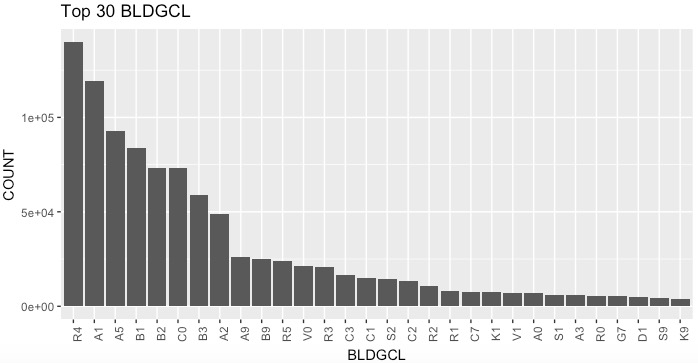 Top 30 BLDGCL
COUNT
1e+05
5e+04
0e+00
R4 A1 A5 B1 B2 C0 B3 A2 A9 B9 R5 V0 R3 C3 C1 S2 C2 R2 R1 C7 K1 V1 A0 S1 A3 R0 G7 D1 S9 K9
BLDGCL